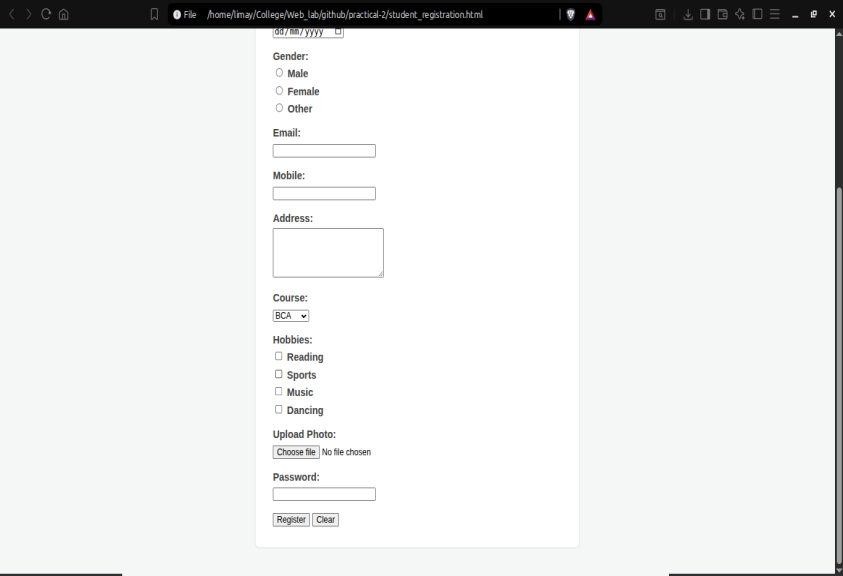 File /home/limay/College/Web_lab/github/practical-2/student_registration.html
dd/mm/yyyy
Gender:
Male
Female
Other
Email:
Mobile:
Address:
Course:
BCA
Hobbies:
Reading
Sports
Music
Dancing
Upload Photo:
Choose file No file chosen
Password:
Register Clear